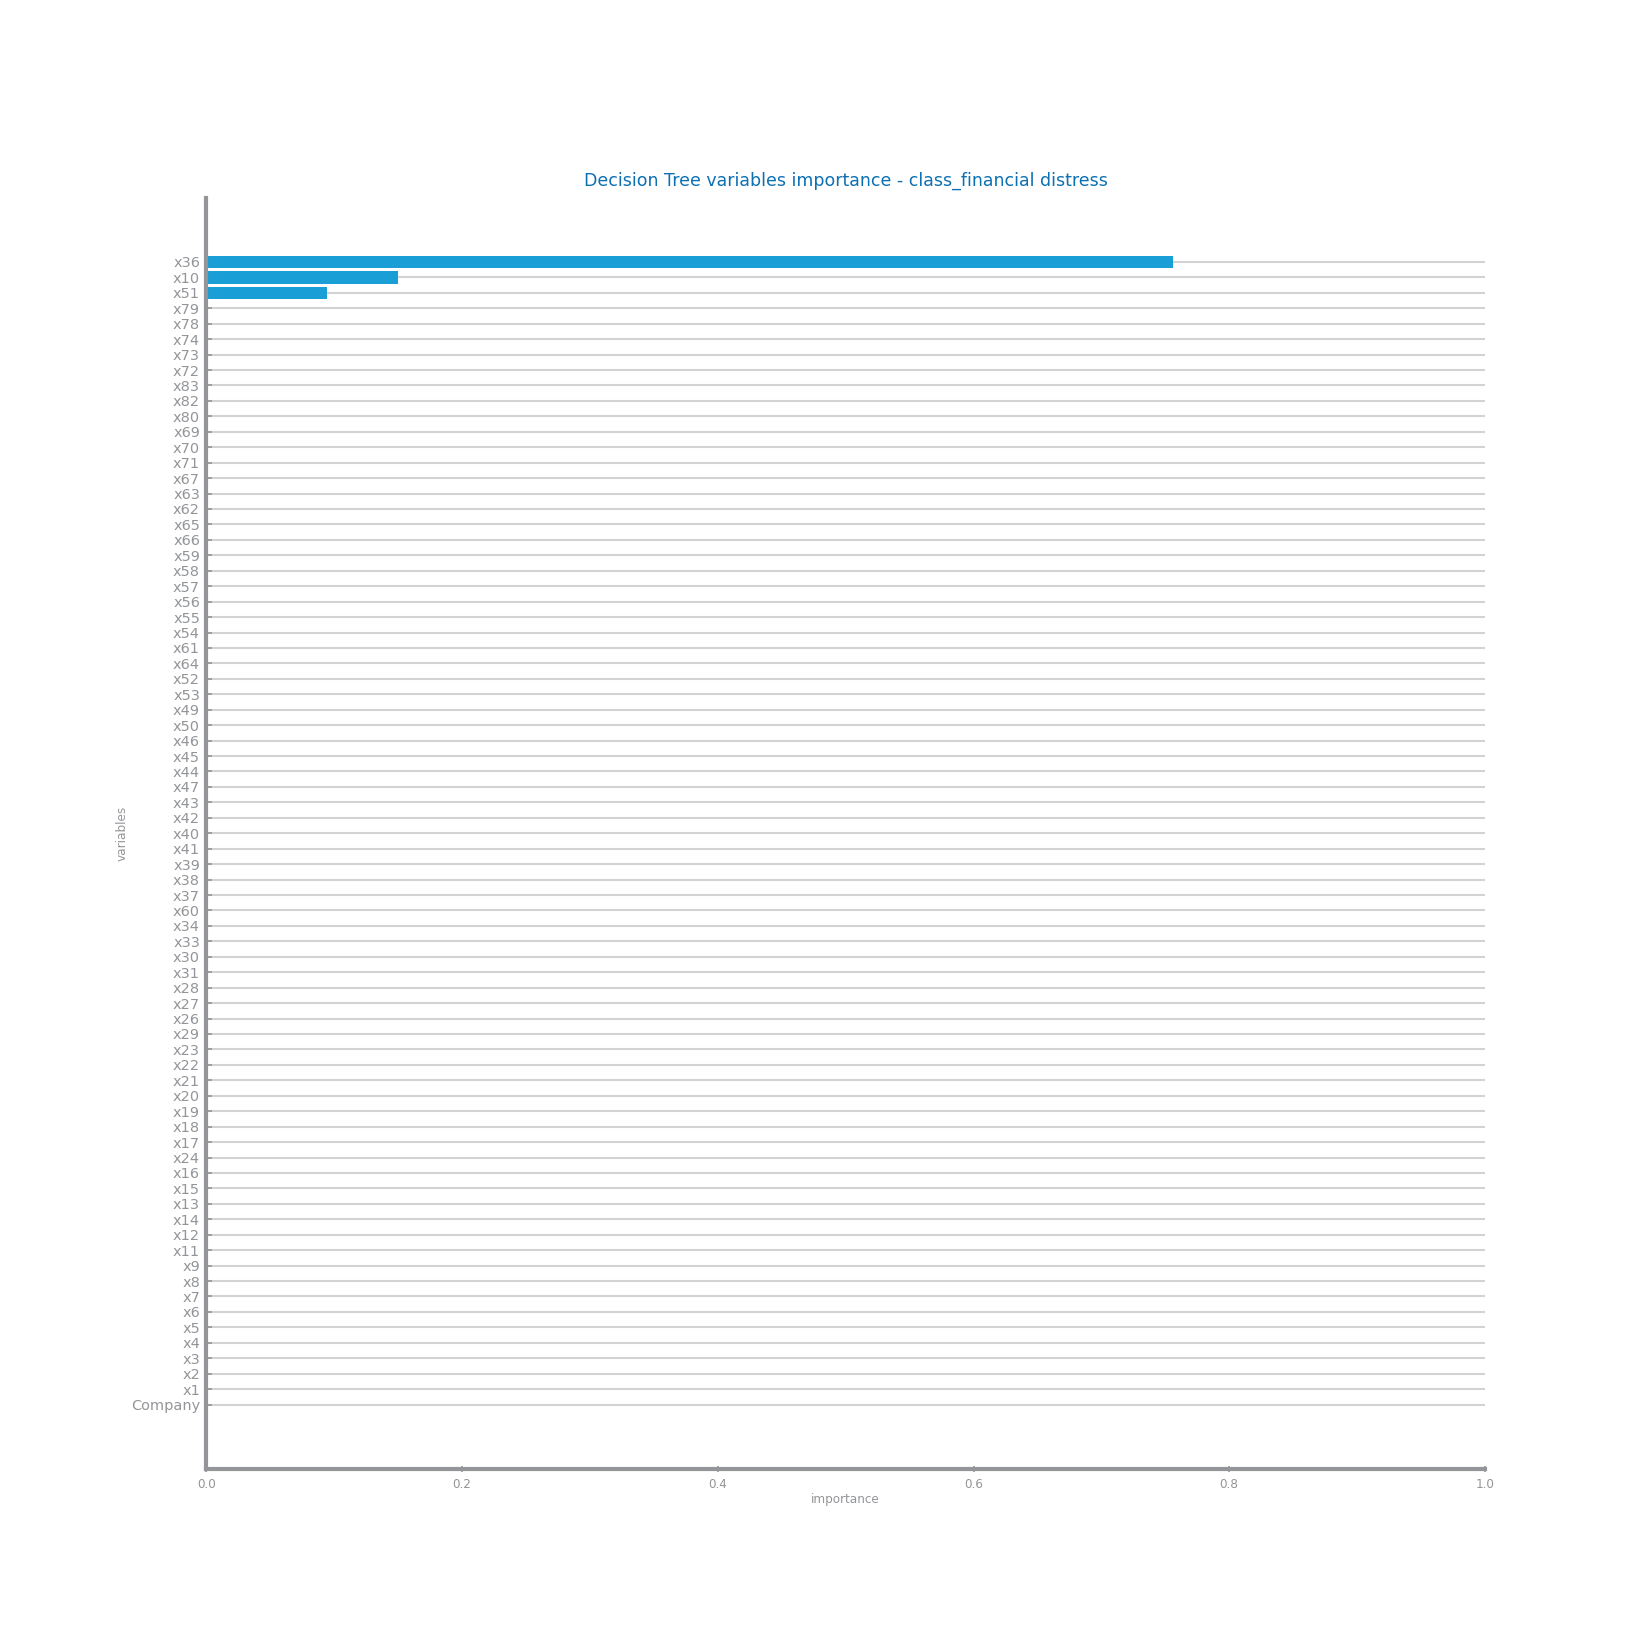 Decision Tree variables importance - class_financial distress
x36
x10
x51
x79
x78
x74
x73
x72
x83
x82
x80
x69
x70
x71
x67
x63
x62
x65
x66
x59
x58
x57
x56
x55
x54
x61
x64
x52
x53
x49
x50
x46
x45
x44
x47
x43
x42
x40
x41
x39
x38
x37
x60
x34
x33
x30
x31
x28
x27
x26
x29
x23
x22
x21
x20
x19
x18
x17
x24
x16
x15
x13
x14
x12
x11
x9
x8
x7
x6
x5
x4
x3
x2
x1
Company
variables
0.0 0.2 0.4 0.6 0.8 1.0
importance